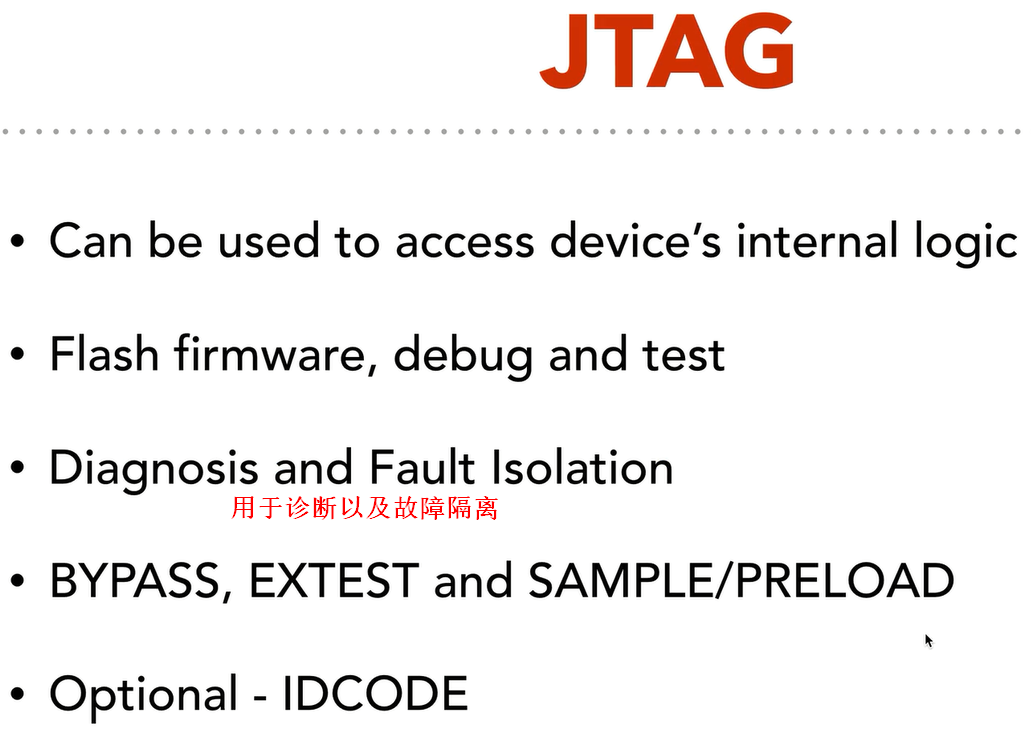 JTAG
• Can be used to access device’s internal logic
• Flash firmware, debug and test
• Diagnosis and Fault Isolation
用于诊断以及故障隔离
• BYPASS, EXTEST and SAMPLE/PRELOAD
• Optional - IDCODE